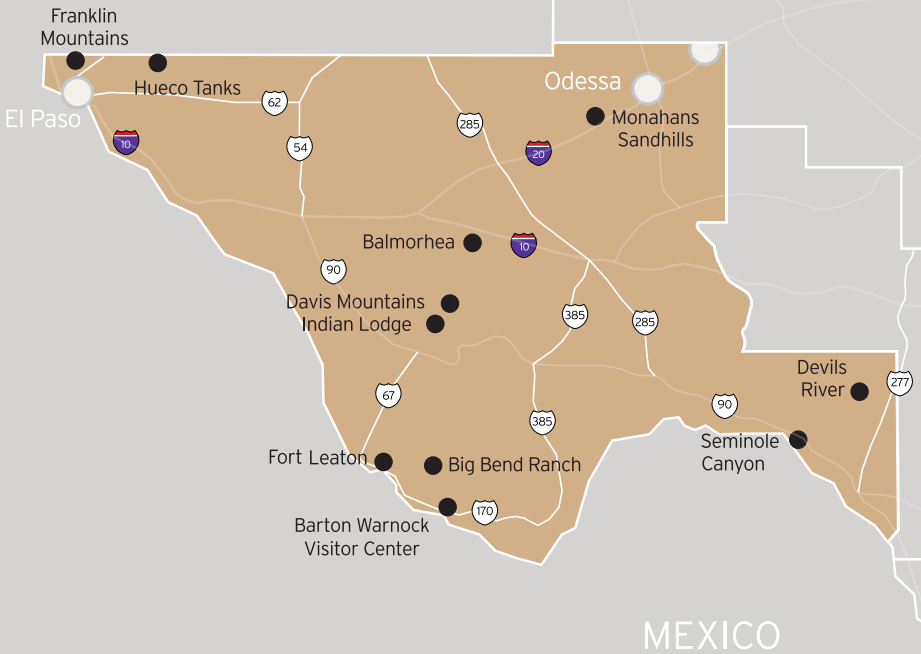 Franklin
Mountains
Hueco Tanks
El Paso
Odessa
Monahans
Sandhills
62
10
54
285
20
Balmorhea
10
90
Davis Mountains
Indian Lodge
385
285
Devils
River
277
67
90
385
Seminole
Canyon
Fort Leaton
Big Bend Ranch
170
Barton Warnock
Visitor Center
MEXICO